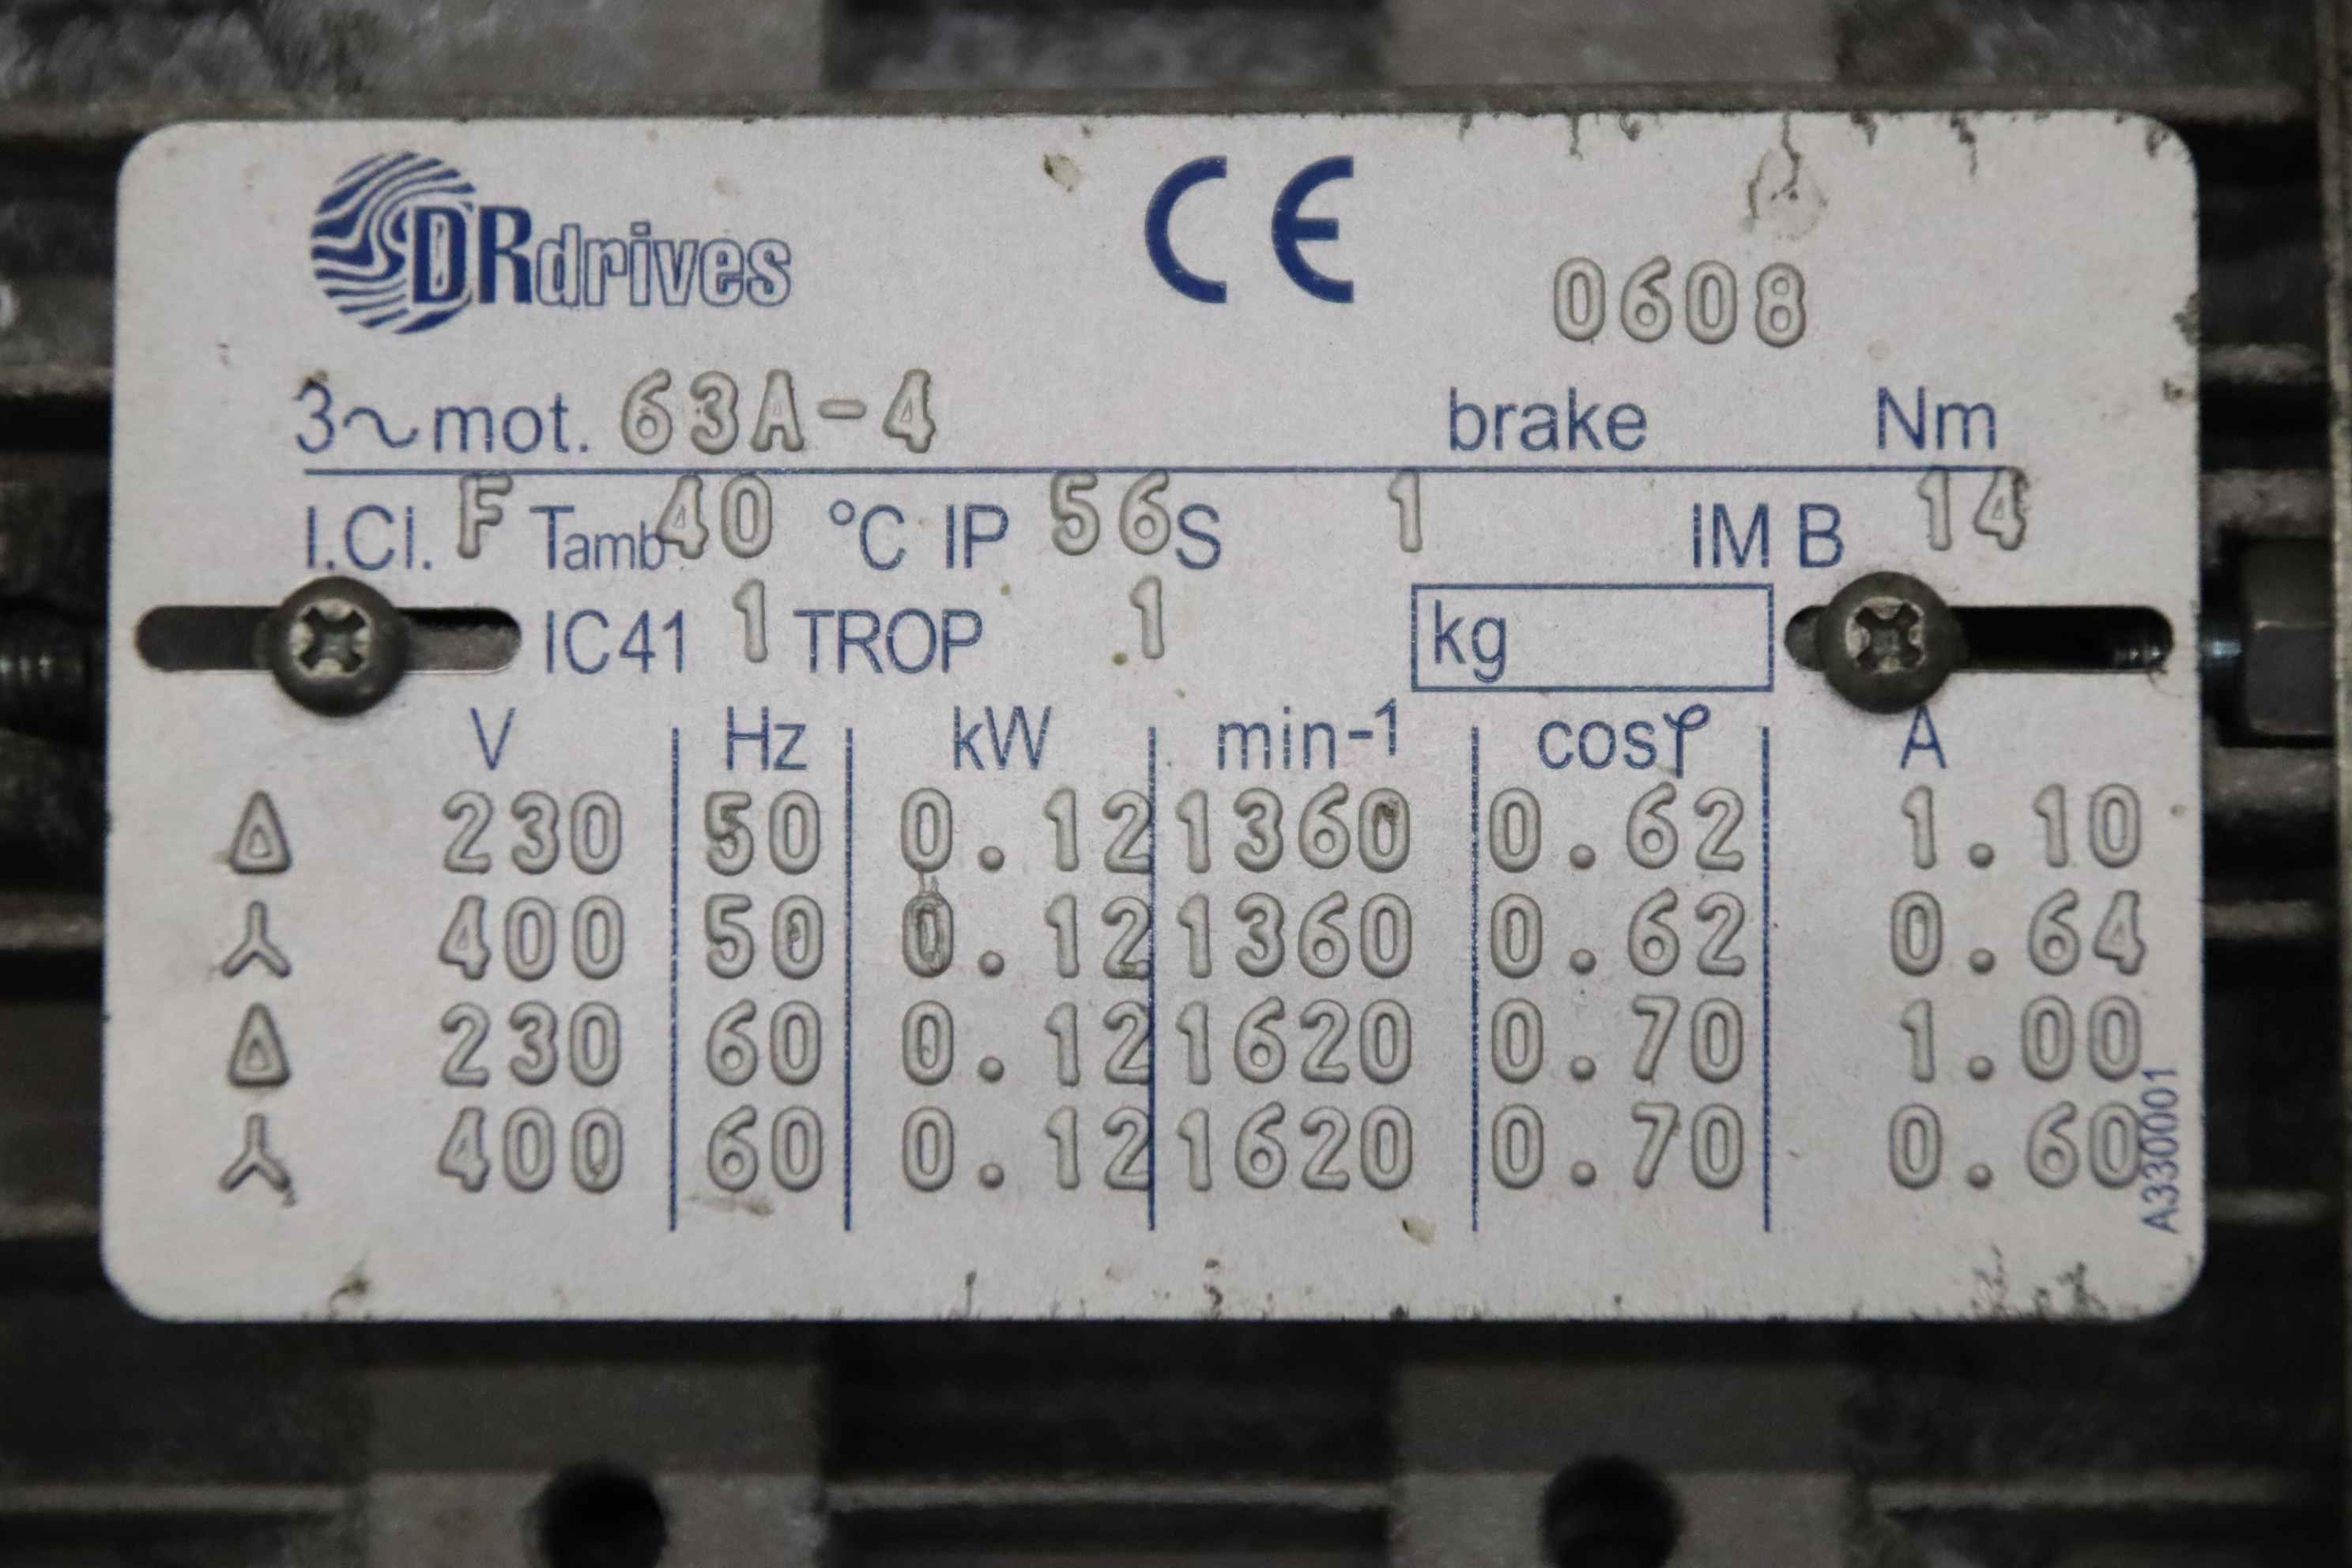 DRdrives CE
0608
3~mot. 63A-4 brake Nm
I.Cl. F Tamb 40 °C IP 56 S 1 IM B 14
IC41 1 TROP 1 kg
V Hz kW min-1 cosφ A
Δ 230 50 0.12 1360 0.62 1.10
⅄ 400 50 0.12 1360 0.62 0.64
Δ 230 60 0.12 1620 0.70 1.00
⅄ 400 60 0.12 1620 0.70 0.60
A330001